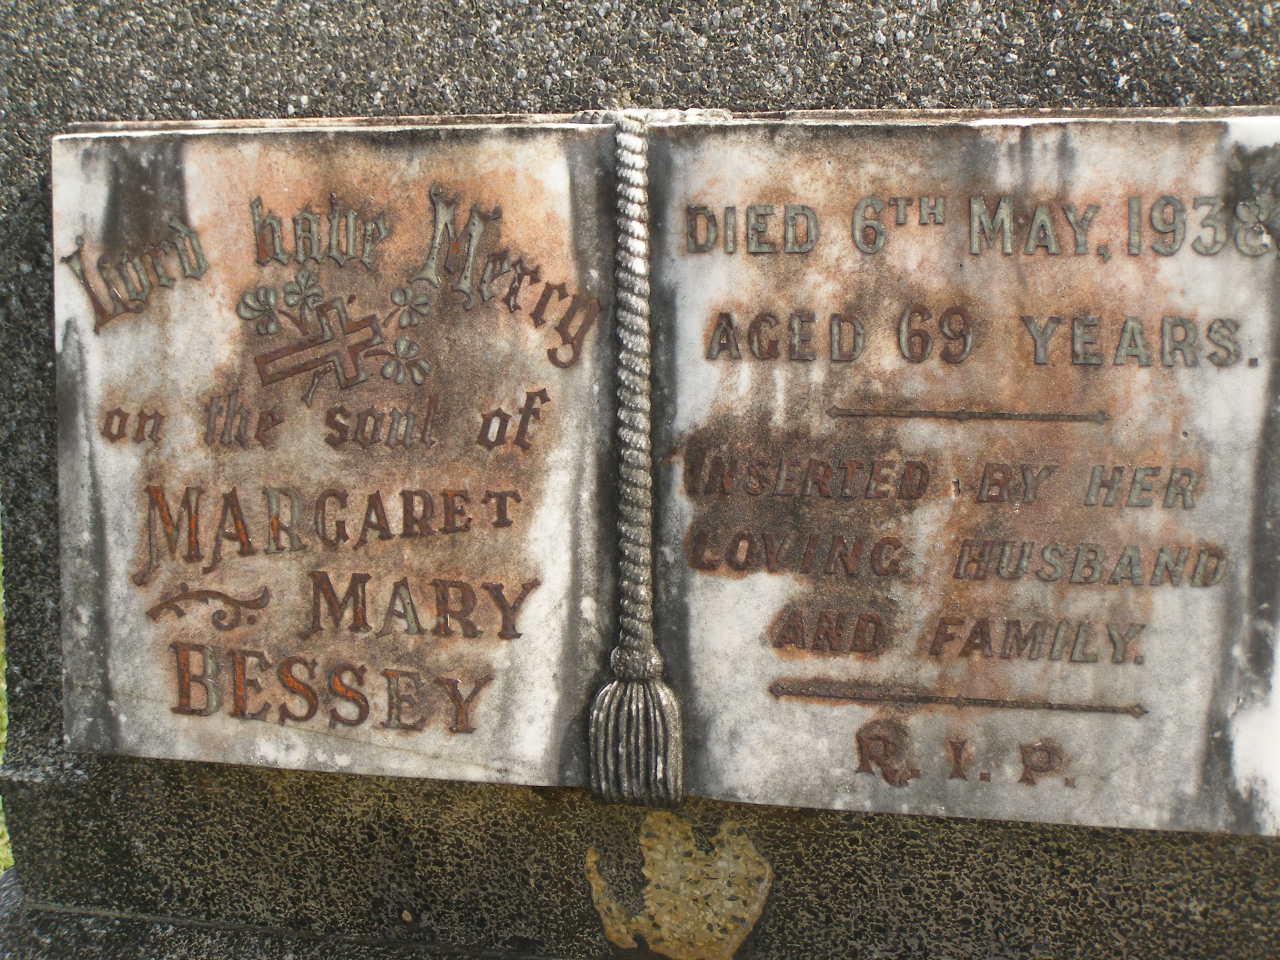 Lord have Mercy
on the soul of
MARGARET
MARY
BESSEY
DIED 6TH MAY, 1938
AGED 69 YEARS.
INSERTED BY HER
LOVING HUSBAND
AND FAMILY.
R.I.P.